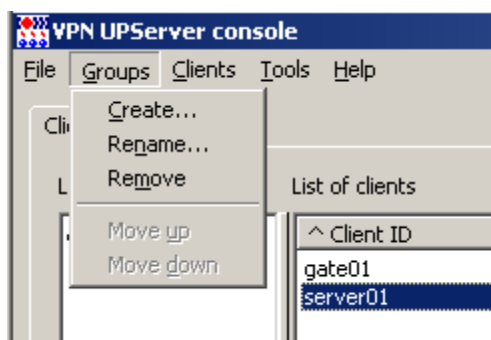 VPN UPServer console
File Groups Clients Tools Help
Create...
Rename...
Remove
Move up
Move down
List of clients
^ Client ID
gate01
server01